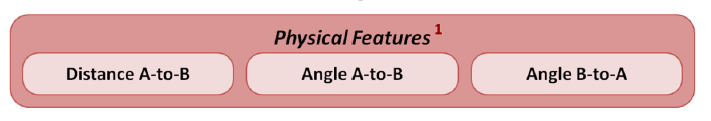 Physical Features 1
Distance A-to-B Angle A-to-B Angle B-to-A